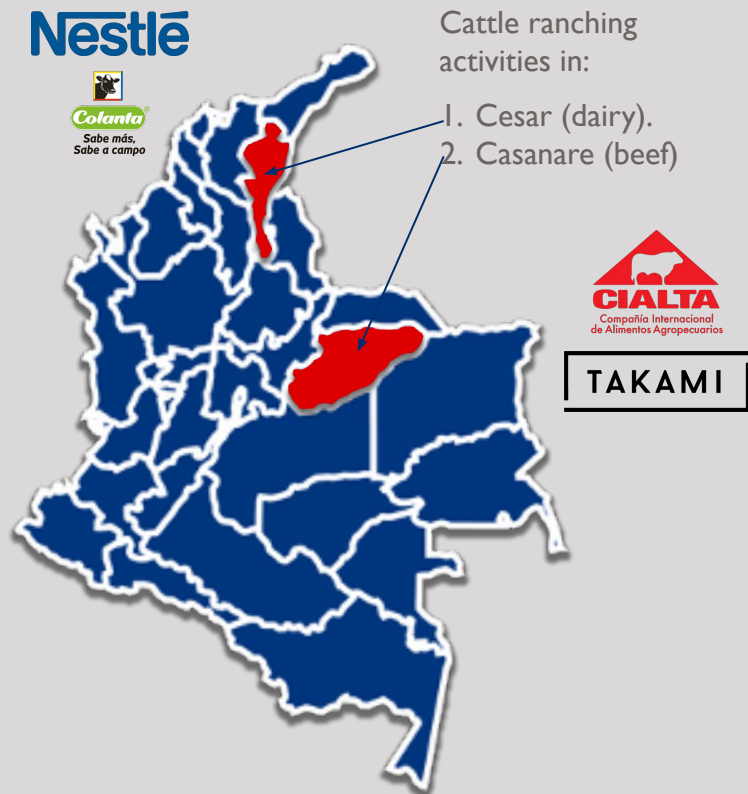 Nestlé
Colanta®
Sabe más,
Sabe a campo
Cattle ranching
activities in:
1. Cesar (dairy).
2. Casanare (beef)
CIALTA
Compañía Internacional
de Alimentos Agropecuarios
TAKAMI